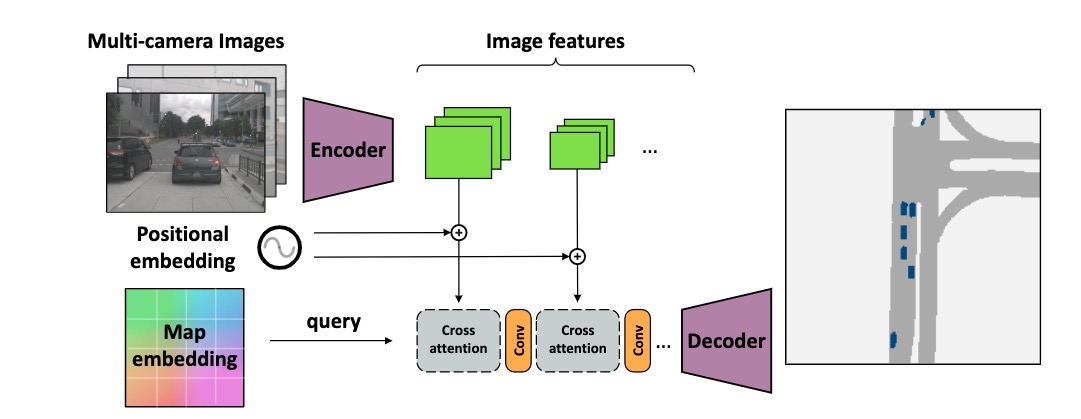 Multi-camera Images
Image features
Encoder
...
Positional
embedding
Map
embedding
query
Cross
attention
Conv
Cross
attention
Conv
...
Decoder